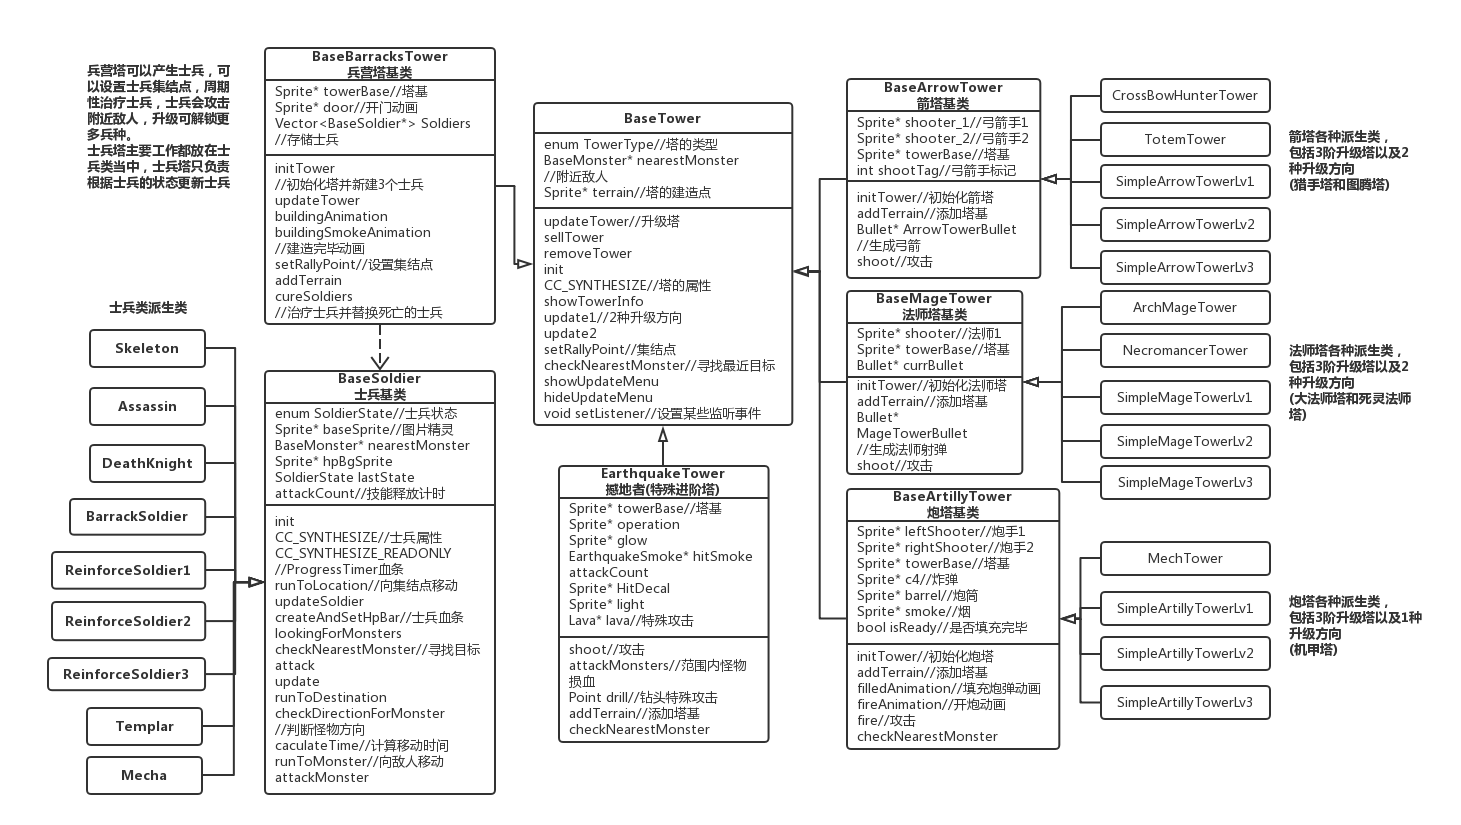 兵营塔可以产生士兵，可
以设置士兵集结点，周期
性治疗士兵，士兵会攻击
附近敌人，升级可解锁更
多兵种。
士兵塔主要工作都放在士
兵类当中，士兵塔只负责
根据士兵的状态更新士兵
BaseBarracksTower
兵营塔基类
Sprite* towerBase//塔基
Sprite* door//开门动画
Vector<BaseSoldier*> Soldiers
//存储士兵
initTower
//初始化塔并新建3个士兵
updateTower
buildingAnimation
buildingSmokeAnimation
//建造完毕动画
setRallyPoint//设置集结点
addTerrain
cureSoldiers
//治疗士兵并替换死亡的士兵
士兵类派生类
Skeleton
Assassin
DeathKnight
BarrackSoldier
ReinforceSoldier1
ReinforceSoldier2
ReinforceSoldier3
Templar
Mecha
BaseSoldier
士兵基类
enum SoldierState//士兵状态
Sprite* baseSprite//图片精灵
BaseMonster* nearestMonster
Sprite* hpBgSprite
SoldierState lastState
attackCount//技能释放计时
init
CC_SYNTHESIZE//士兵属性
CC_SYNTHESIZE_READONLY
//ProgressTimer血条
runToLocation//向集结点移动
updateSoldier
createAndSetHpBar//士兵血条
lookingForMonsters
checkNearestMonster//寻找目标
attack
update
runToDestination
checkDirectionForMonster
//判断怪物方向
caculateTime//计算移动时间
runToMonster//向敌人移动
attackMonster
BaseTower
enum TowerType//塔的类型
BaseMonster* nearestMonster
//附近敌人
Sprite* terrain//塔的建造点
updateTower//升级塔
sellTower
removeTower
init
CC_SYNTHESIZE//塔的属性
showTowerInfo
update1//2种升级方向
update2
setRallyPoint//集结点
checkNearestMonster//寻找最近目标
showUpdateMenu
hideUpdateMenu
void setListener//设置某些监听事件
EarthquakeTower
撼地者(特殊进阶塔)
Sprite* towerBase//塔基
Sprite* operation
Sprite* glow
EarthquakeSmoke* hitSmoke
attackCount
Sprite* HitDecal
Sprite* light
Lava* lava//特殊攻击
shoot//攻击
attackMonsters//范围内怪物
损血
Point drill//钻头特殊攻击
addTerrain//添加塔基
checkNearestMonster
BaseArrowTower
箭塔基类
Sprite* shooter_1//弓箭手1
Sprite* shooter_2//弓箭手2
Sprite* towerBase//塔基
int shootTag//弓箭手标记
initTower//初始化箭塔
addTerrain//添加塔基
Bullet* ArrowTowerBullet
//生成弓箭
shoot//攻击
BaseMageTower
法师塔基类
Sprite* shooter//法师1
Sprite* towerBase//塔基
Bullet* currBullet
initTower//初始化法师塔
addTerrain//添加塔基
Bullet*
MageTowerBullet
//生成法师射弹
shoot//攻击
BaseArtillyTower
炮塔基类
Sprite* leftShooter//炮手1
Sprite* rightShooter//炮手2
Sprite* towerBase//塔基
Sprite* c4//炸弹
Sprite* barrel//炮筒
Sprite* smoke//烟
bool isReady//是否填充完毕
initTower//初始化炮塔
addTerrain//添加塔基
filledAnimation//填充炮弹动画
fireAnimation//开炮动画
fire//攻击
checkNearestMonster
CrossBowHunterTower
TotemTower
SimpleArrowTowerLv1
SimpleArrowTowerLv2
SimpleArrowTowerLv3
箭塔各种派生类，
包括3阶升级塔以及2
种升级方向
(猎手塔和图腾塔)
ArchMageTower
NecromancerTower
SimpleMageTowerLv1
SimpleMageTowerLv2
SimpleMageTowerLv3
法师塔各种派生类，
包括3阶升级塔以及2
种升级方向
(大法师塔和死灵法师
塔)
MechTower
SimpleArtillyTowerLv1
SimpleArtillyTowerLv2
SimpleArtillyTowerLv3
炮塔各种派生类，
包括3阶升级塔以及1种
升级方向
(机甲塔)